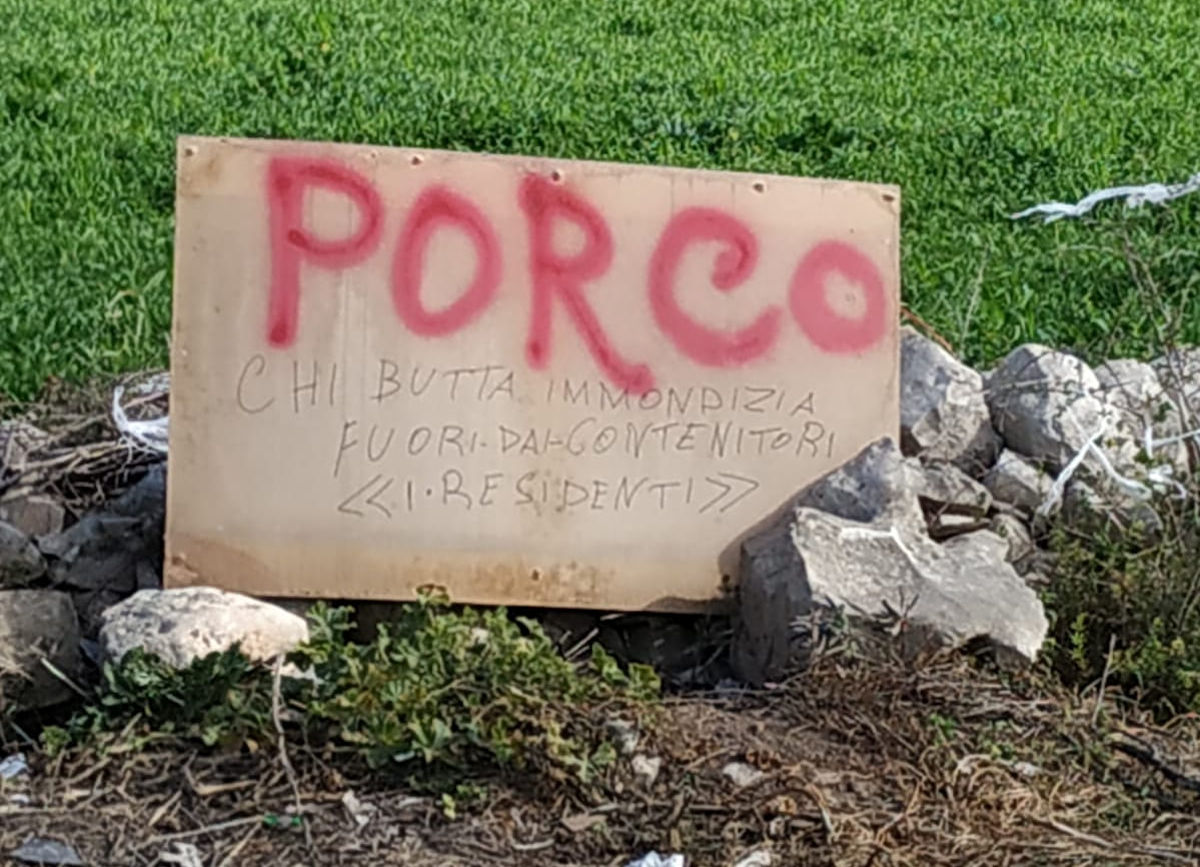 PORCO
CHI BUTTA IMMONDIZIA
FUORI-DAI-CONTENITORI
<<I.RESIDENTI>>